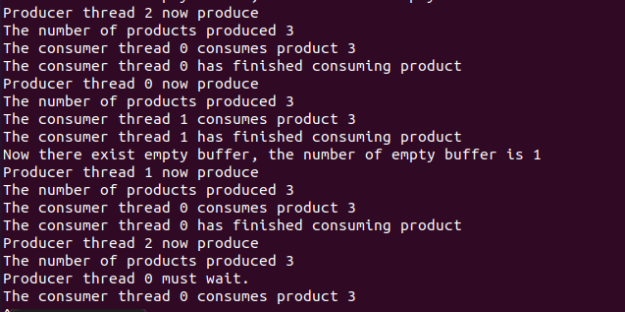 Producer thread 2 now produce
The number of products produced 3
The consumer thread 0 consumes product 3
The consumer thread 0 has finished consuming product
Producer thread 0 now produce
The number of products produced 3
The consumer thread 1 consumes product 3
The consumer thread 1 has finished consuming product
Now there exist empty buffer, the number of empty buffer is 1
Producer thread 1 now produce
The number of products produced 3
The consumer thread 0 consumes product 3
The consumer thread 0 has finished consuming product
Producer thread 2 now produce
The number of products produced 3
Producer thread 0 must wait.
The consumer thread 0 consumes product 3